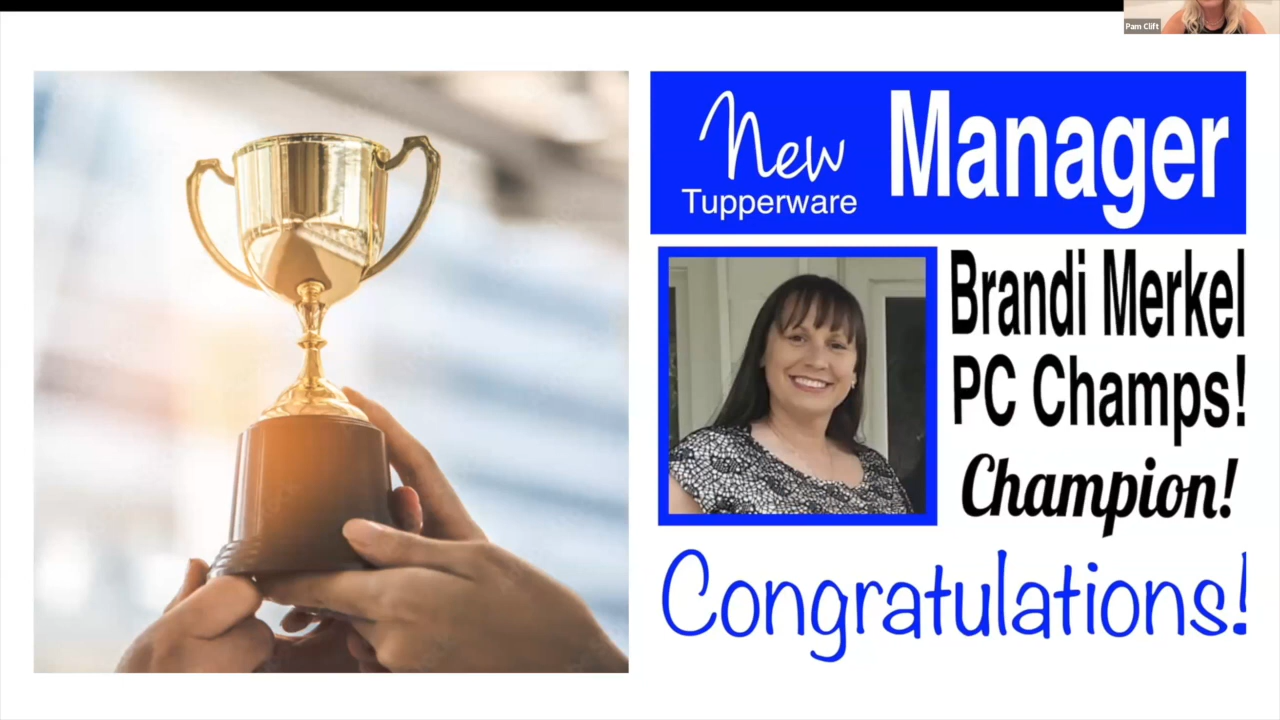 Pam Clift
New
Tupperware
Manager
Brandi Merkel
PC Champs!
Champion!
Congratulations!